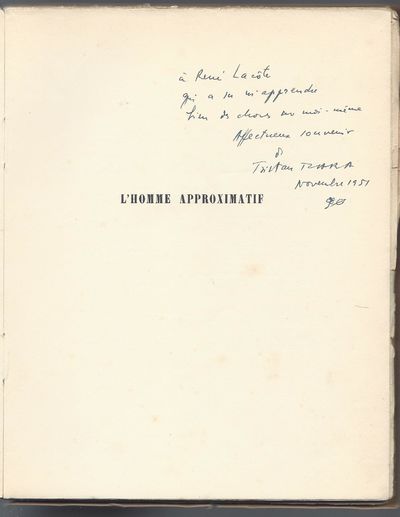 à René Lacôte
qui a su m'apprendre
bien des choses sur moi-même
Affectueux souvenir
de
Tristan TZARA
Novembre 1951
L'HOMME APPROXIMATIF